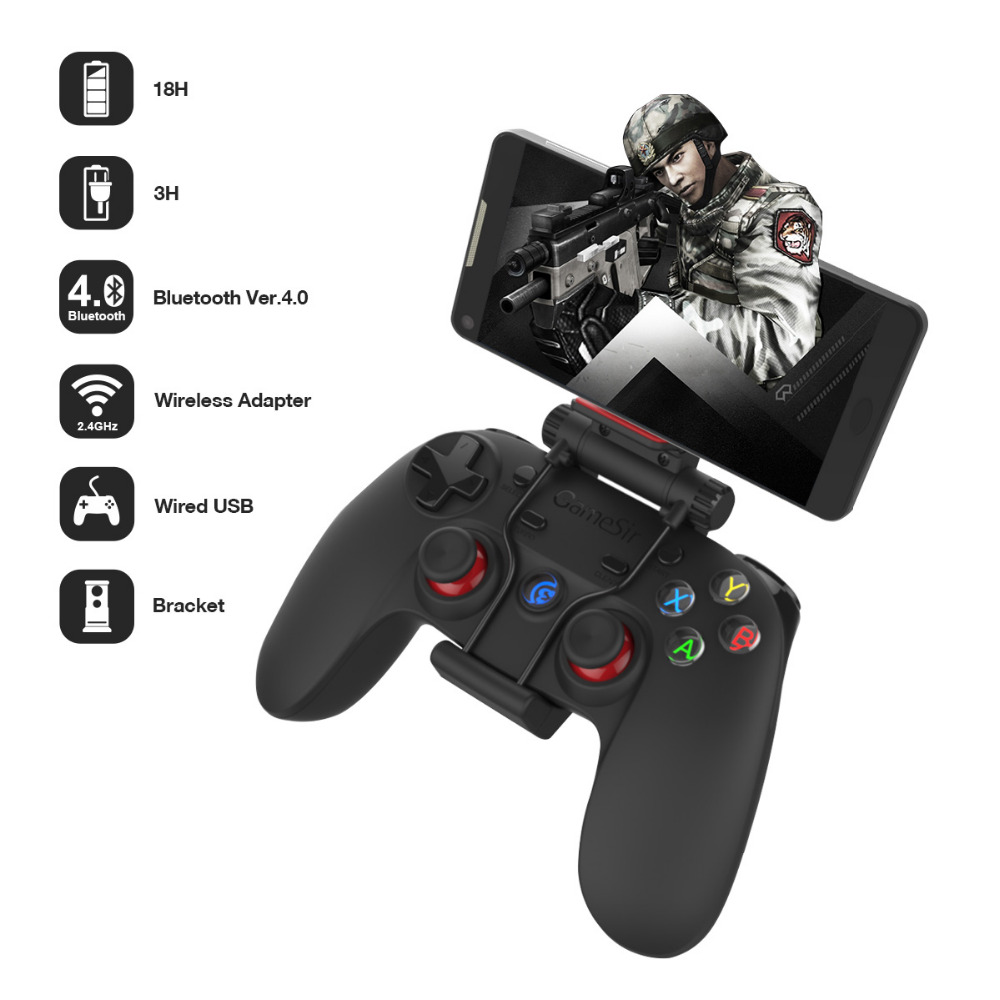 18H
3H
4.0
Bluetooth
Bluetooth Ver.4.0
2.4GHz
Wireless Adapter
Wired USB
Bracket
GameSir
X
Y
A
B